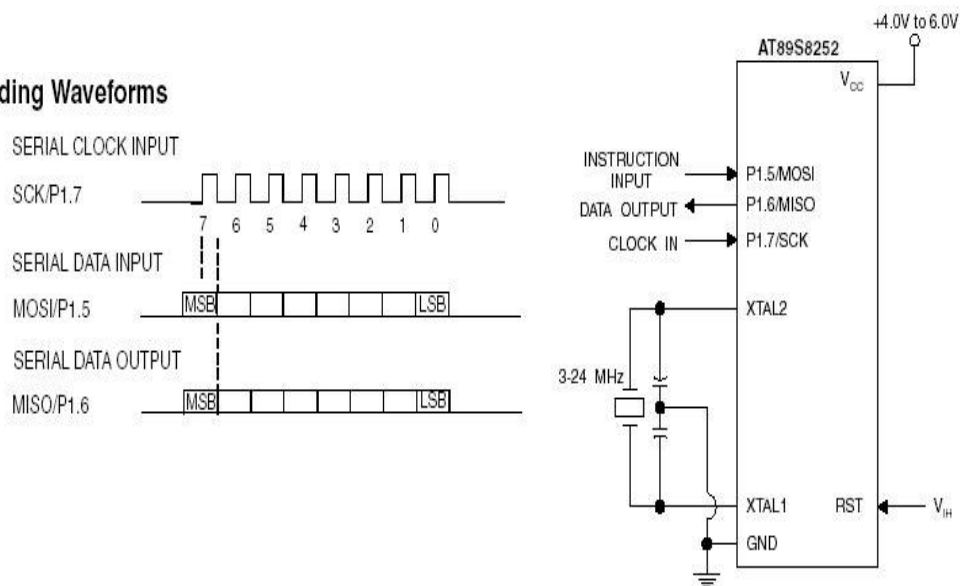 ding Waveforms
SERIAL CLOCK INPUT
SCK/P1.7
7 6 5 4 3 2 1 0
SERIAL DATA INPUT
MOSI/P1.5
MSB LSB
SERIAL DATA OUTPUT
MISO/P1.6
MSB LSB
+4.0V to 6.0V
AT89S8252
VCC
INSTRUCTION
INPUT
P1.5/MOSI
DATA OUTPUT
P1.6/MISO
CLOCK IN
P1.7/SCK
XTAL2
3-24 MHz
XTAL1
RST
VIH
GND